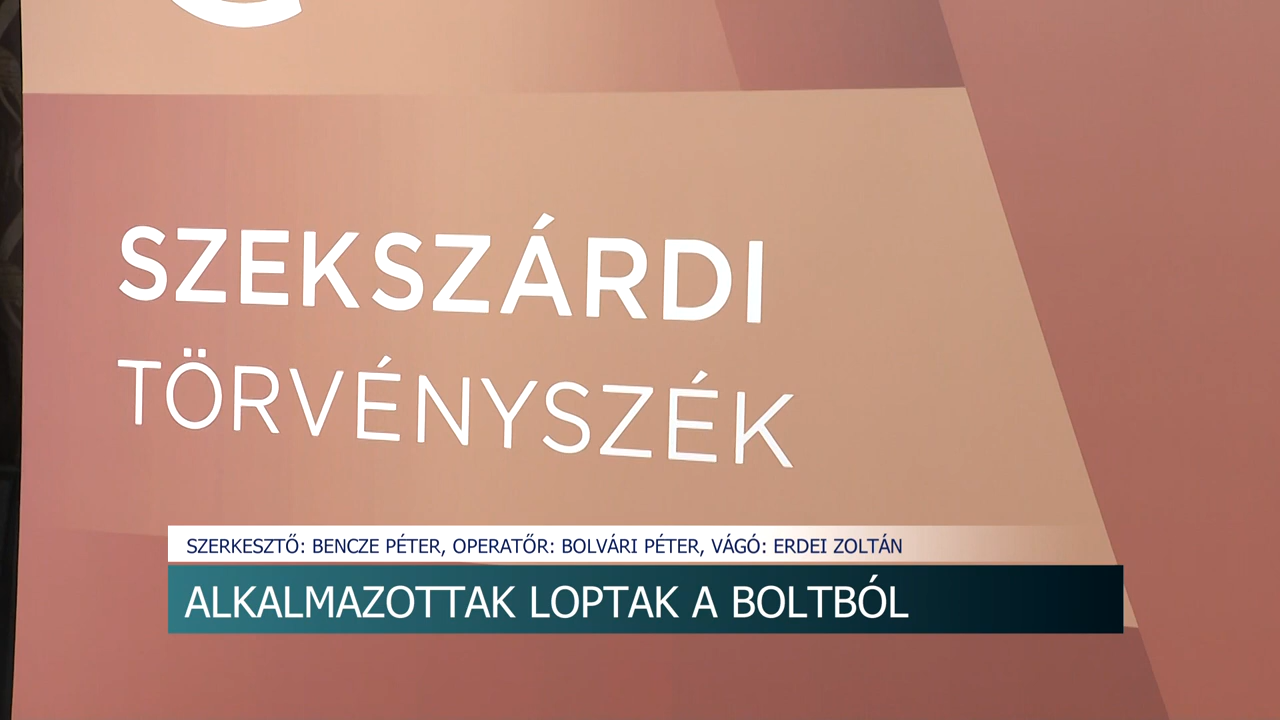 SZEKSZÁRDI
TÖRVÉNYSZÉK
SZERKESZTŐ: BENCZE PÉTER, OPERATŐR: BOLVÁRI PÉTER, VÁGÓ: ERDEI ZOLTÁN
ALKALMAZOTTAK LOPTAK A BOLTBÓL